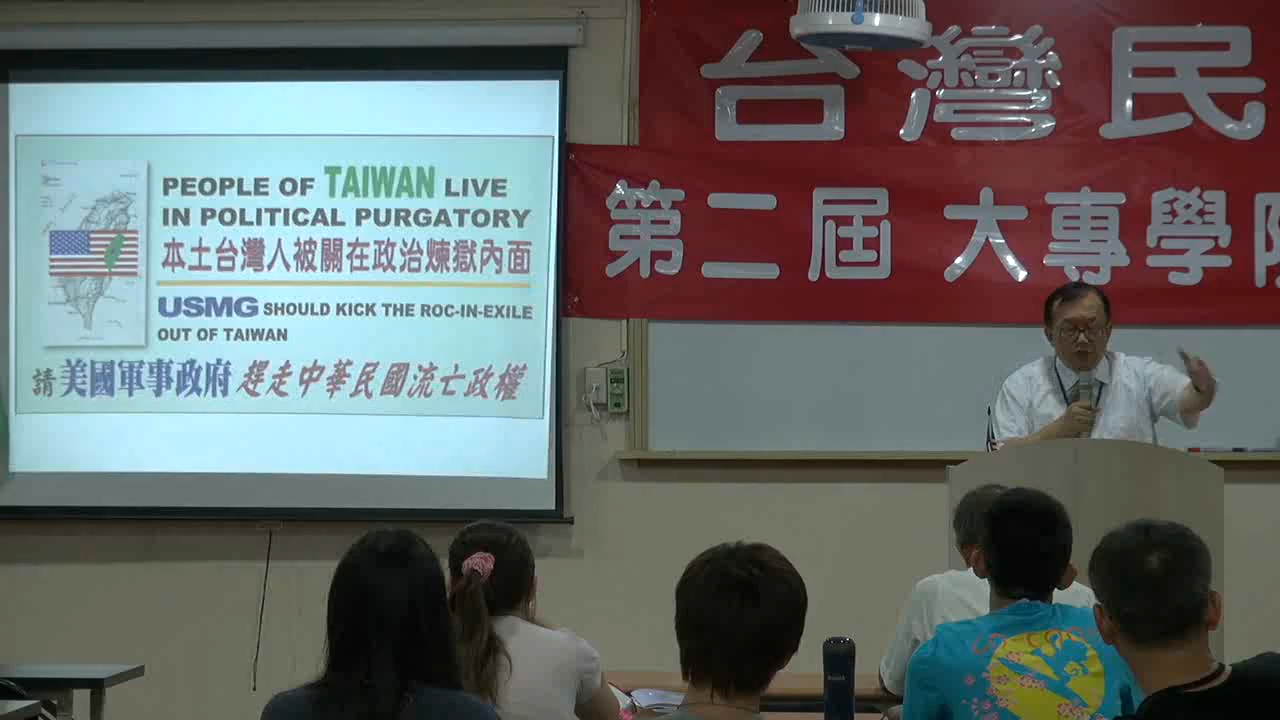 PEOPLE OF TAIWAN LIVE
IN POLITICAL PURGATORY
本土台灣人被關在政治煉獄內面
USMG SHOULD KICK THE ROC-IN-EXILE
OUT OF TAIWAN
請美國軍事政府趕走中華民國流亡政權
台灣民
第二屆大專學院